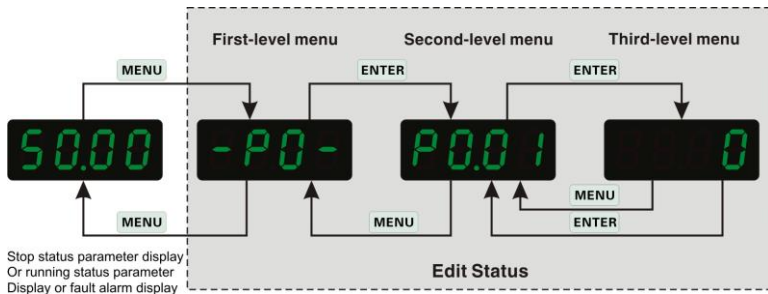 First-level menu
Second-level menu
Third-level menu
MENU
ENTER
ENTER
50.00
-P0-
P0.01
0
MENU
MENU
MENU
ENTER
Stop status parameter display
Or running status parameter
Display or fault alarm display
Edit Status